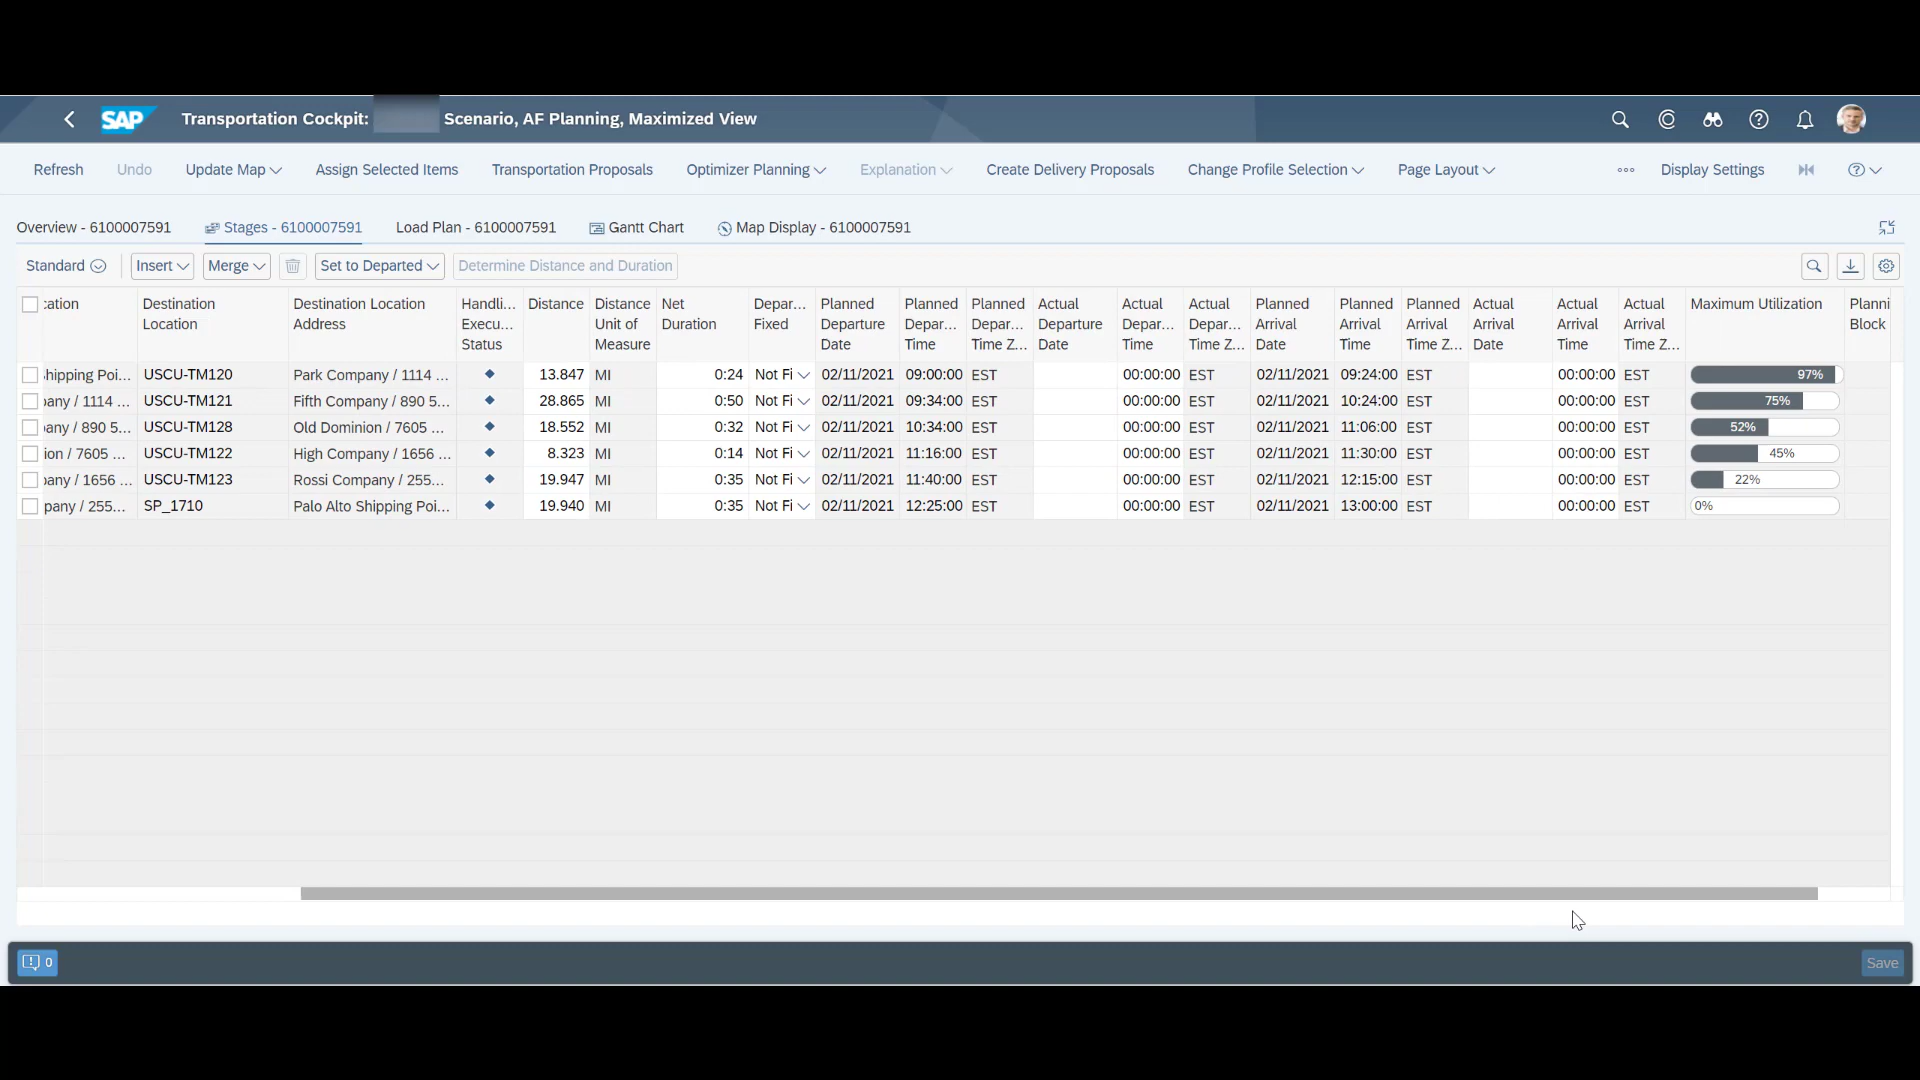 SAP Transportation Cockpit: Scenario, AF Planning, Maximized View
Refresh Undo Update Map Assign Selected Items Transportation Proposals Optimizer Planning Explanation Create Delivery Proposals Change Profile Selection Page Layout Display Settings
Overview - 6100007591 Stages - 6100007591 Load Plan - 6100007591 Gantt Chart Map Display - 6100007591
Standard Insert Merge Set to Departed Determine Distance and Duration
Destination Location Destination Location Address Handli... Execu... Status Distance Distance Unit of Measure Net Duration Depar... Fixed Planned Departure Date Planned Depar... Time Planned Depar... Time Z... Actual Departure Date Actual Depar... Time Actual Depar... Time Z... Planned Arrival Date Planned Arrival Time Planned Arrival Time Z... Actual Arrival Date Actual Arrival Time Actual Arrival Time Z... Maximum Utilization Planni Block
hipping Poi... USCU-TM120 Park Company / 1114 ... 13.847 MI 0:24 Not Fi 02/11/2021 09:00:00 EST 00:00:00 EST 02/11/2021 09:24:00 EST 00:00:00 EST 97%
pany / 1114 ... USCU-TM121 Fifth Company / 890 5... 28.865 MI 0:50 Not Fi 02/11/2021 09:34:00 EST 00:00:00 EST 02/11/2021 10:24:00 EST 00:00:00 EST 75%
pany / 890 5... USCU-TM128 Old Dominion / 7605 ... 18.552 MI 0:32 Not Fi 02/11/2021 10:34:00 EST 00:00:00 EST 02/11/2021 11:06:00 EST 00:00:00 EST 52%
ion / 7605 ... USCU-TM122 High Company / 1656 ... 8.323 MI 0:14 Not Fi 02/11/2021 11:16:00 EST 00:00:00 EST 02/11/2021 11:30:00 EST 00:00:00 EST 45%
pany / 1656 ... USCU-TM123 Rossi Company / 255... 19.947 MI 0:35 Not Fi 02/11/2021 11:40:00 EST 00:00:00 EST 02/11/2021 12:15:00 EST 00:00:00 EST 22%
pany / 255... SP_1710 Palo Alto Shipping Poi... 19.940 MI 0:35 Not Fi 02/11/2021 12:25:00 EST 00:00:00 EST 02/11/2021 13:00:00 EST 00:00:00 EST 0%
0 Save